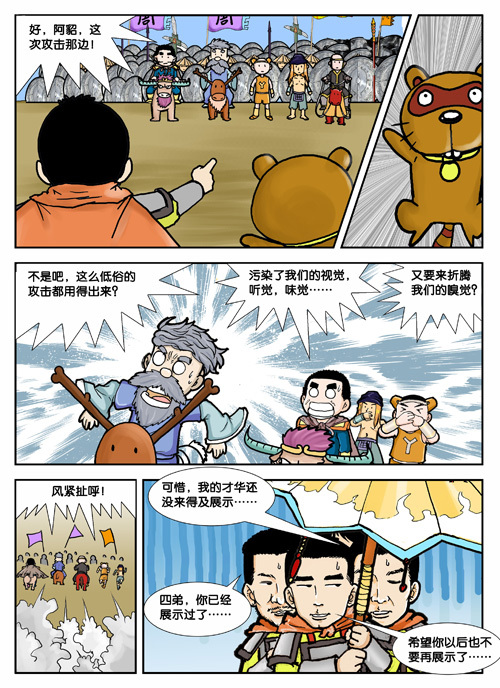 好，阿貂，这
次攻击那边！
周
周
不是吧，这么低俗的
攻击都用得出来？
污染了我们的视觉，
听觉，味觉……
又要来折腾
我们的嗅觉？
Y
风紧扯呼！
可惜，我的才华还
没来得及展示……
四弟，你已经
展示过了……
希望你以后也不
要再展示了……